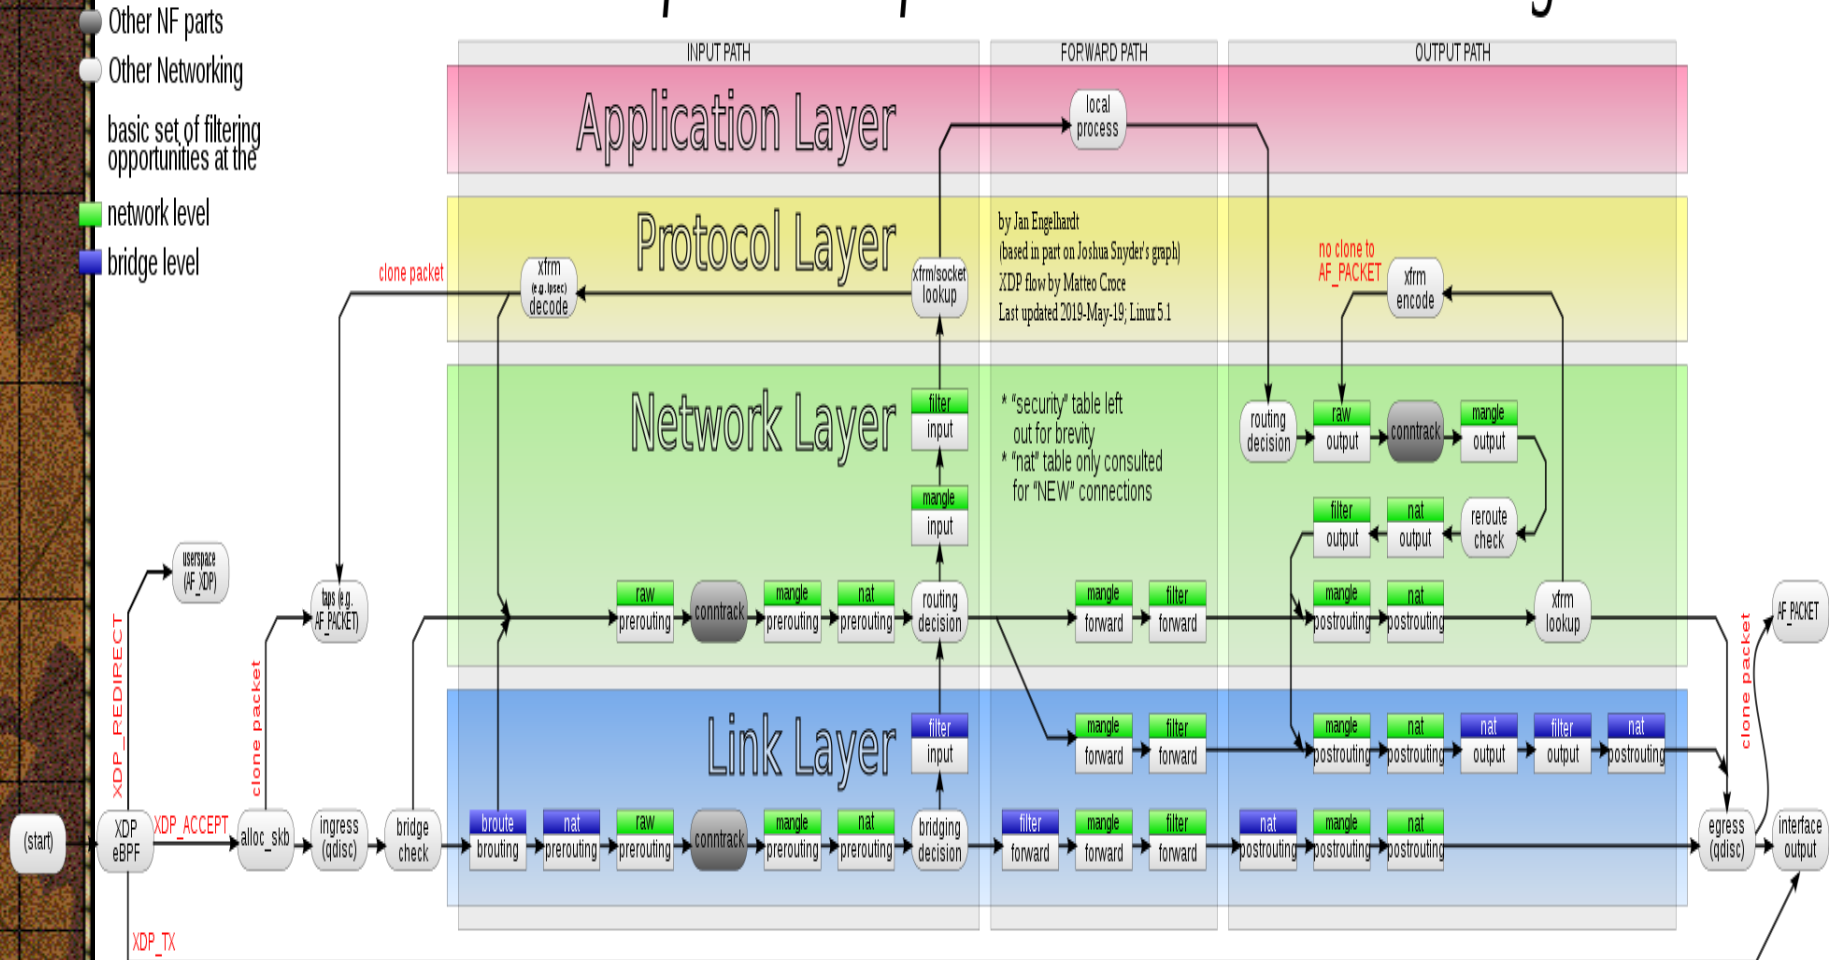 Other NF parts
Other Networking
basic set of filtering
opportunities at the
network level
bridge level
INPUT PATH
FORWARD PATH
OUTPUT PATH
Application Layer
local
process
Protocol Layer
by Jan Engelhardt
(based in part on Joshua Snyder's graph)
XDP flow by Matteo Croce
Last updated 2019-May-19; Linux 5.1
clone packet
xfrm
(e.g. ipsec)
decode
xfrm/socket
lookup
no clone to
AF_PACKET
xfrm
encode
Network Layer
filter
input
mangle
input
* "security" table left
out for brevity
* "nat" table only consulted
for "NEW" connections
routing
decision
raw
output
conntrack
mangle
output
filter
output
nat
output
reroute
check
userspace
(AF_XDP)
taps (e.g.
AF_PACKET)
raw
prerouting
conntrack
mangle
prerouting
nat
prerouting
routing
decision
mangle
forward
filter
forward
mangle
postrouting
nat
postrouting
xfrm
lookup
AF_PACKET
XDP_REDIRECT
clone packet
clone packet
Link Layer
filter
input
mangle
forward
filter
forward
mangle
postrouting
nat
postrouting
nat
output
filter
output
nat
postrouting
(start)
XDP
eBPF
XDP_ACCEPT
alloc_skb
ingress
(qdisc)
bridge
check
broute
brouting
nat
prerouting
raw
prerouting
conntrack
mangle
prerouting
nat
prerouting
bridging
decision
filter
forward
mangle
forward
filter
forward
nat
postrouting
mangle
postrouting
nat
postrouting
egress
(qdisc)
interface
output
XDP_TX